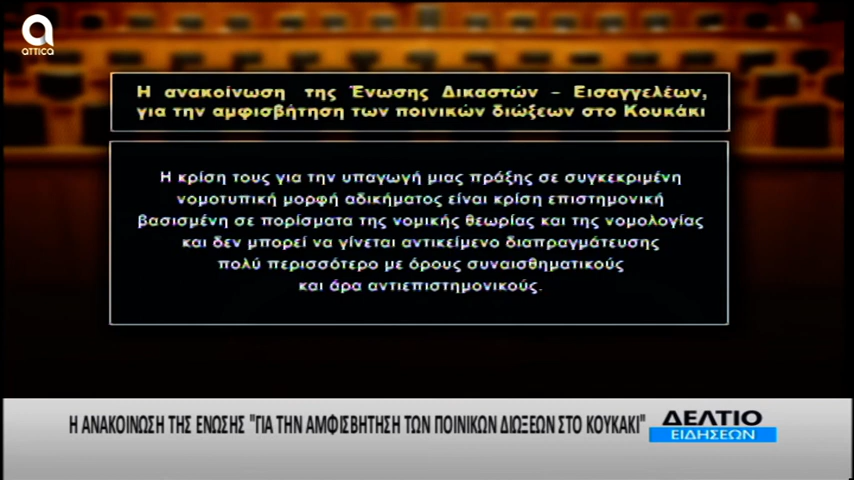 αττica
Η ανακοίνωση της Ένωσης Δικαστών – Εισαγγελέων,
για την αμφισβήτηση των ποινικών διώξεων στο Κουκάκι
Η κρίση τους για την υπαγωγή μιας πράξης σε συγκεκριμένη
νομοτυπική μορφή αδικήματος είναι κρίση επιστημονική
βασισμένη σε πορίσματα της νομικής θεωρίας και της νομολογίας
και δεν μπορεί να γίνεται αντικείμενο διαπραγμάτευσης
πολύ περισσότερο με όρους συναισθηματικούς
και άρα αντιεπιστημονικούς.
Η ΑΝΑΚΟΙΝΩΣΗ ΤΗΣ ΕΝΩΣΗΣ "ΓΙΑ ΤΗΝ ΑΜΦΙΣΒΗΤΗΣΗ ΤΩΝ ΠΟΙΝΙΚΩΝ ΔΙΩΞΕΩΝ ΣΤΟ ΚΟΥΚΑΚΙ"
ΔΕΛΤΙΟ
ΕΙΔΗΣΕΩΝ